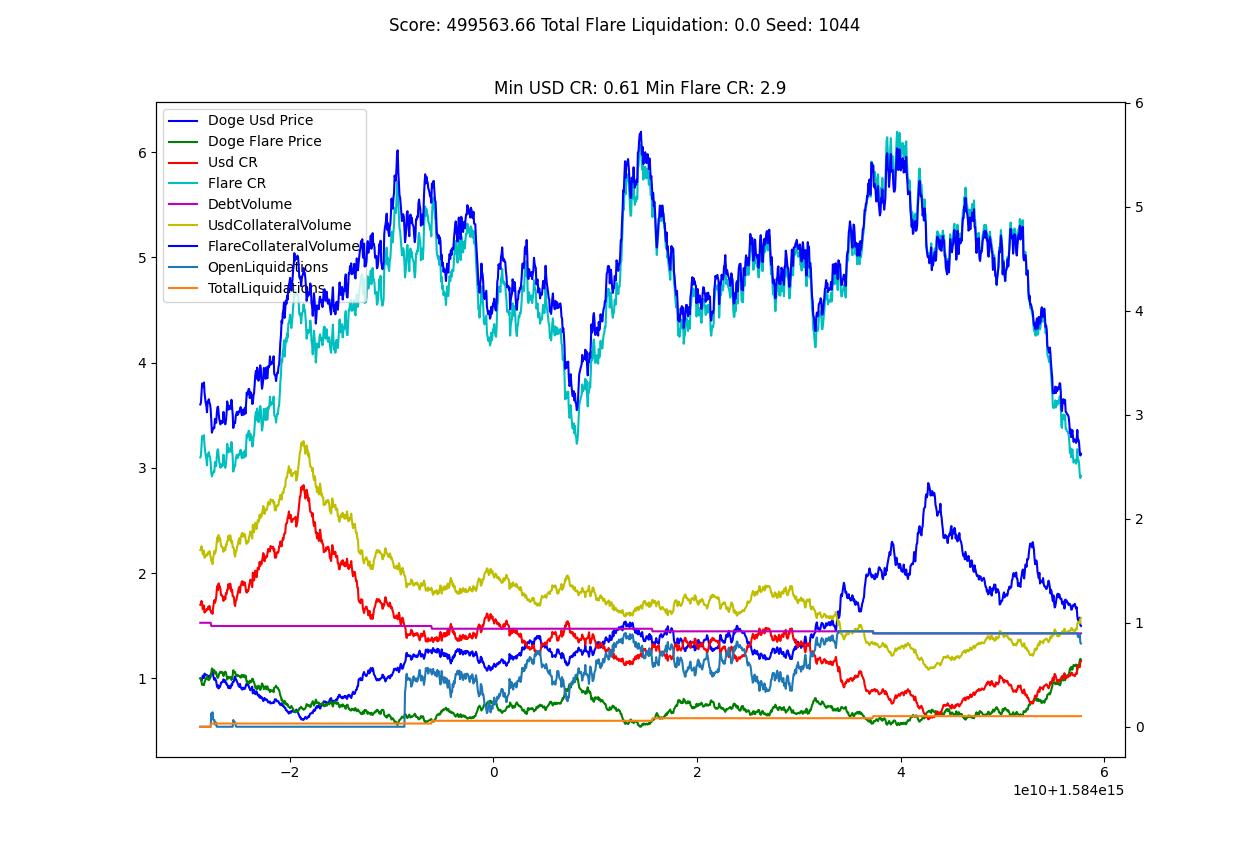 Score: 499563.66 Total Flare Liquidation: 0.0 Seed: 1044
Min USD CR: 0.61 Min Flare CR: 2.9
Doge Usd Price
Doge Flare Price
Usd CR
Flare CR
DebtVolume
UsdCollateralVolume
FlareCollateralVolume
OpenLiquidations
TotalLiquidations
6
5
4
3
2
1
6
5
4
3
2
1
0
−2
0
2
4
6
1e10+1.584e15